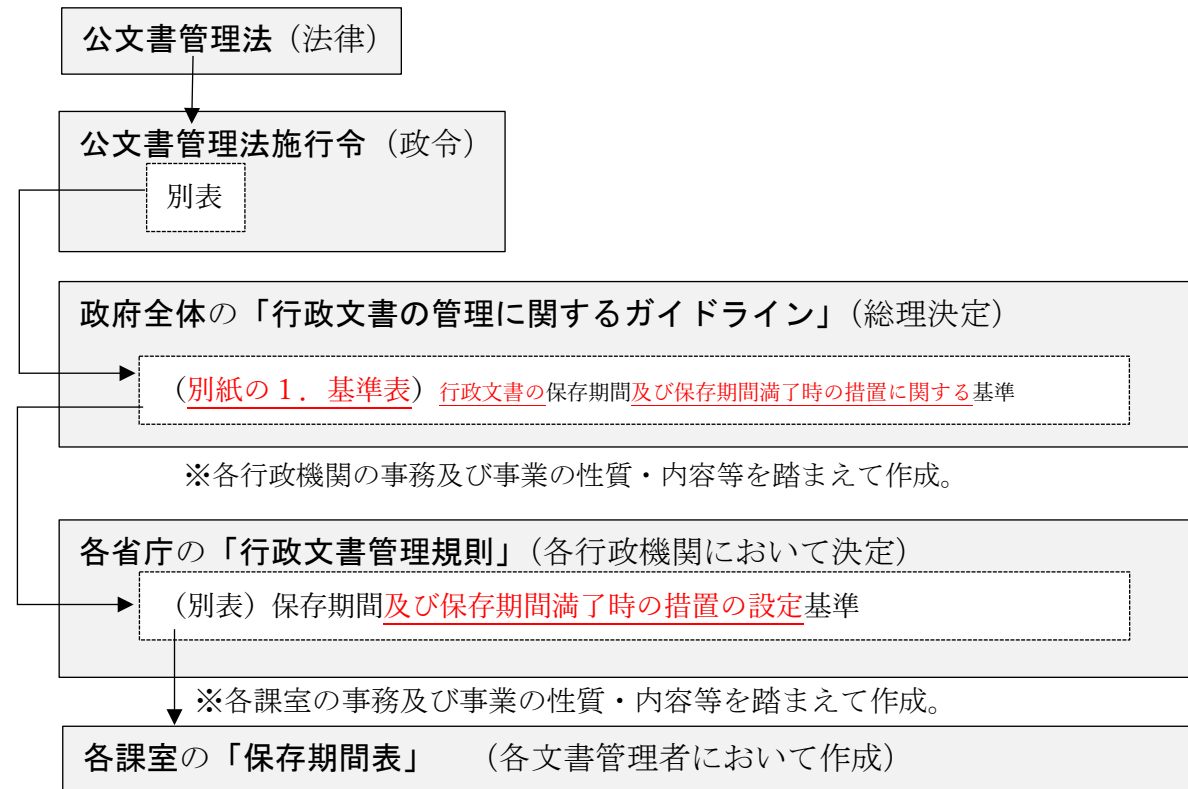 公文書管理法（法律）
公文書管理法施行令（政令）
別表
政府全体の「行政文書の管理に関するガイドライン」（総理決定）
（別紙の１．基準表）行政文書の保存期間及び保存期間満了時の措置に関する基準
※各行政機関の事務及び事業の性質・内容等を踏まえて作成。
各省庁の「行政文書管理規則」（各行政機関において決定）
（別表）保存期間及び保存期間満了時の措置の設定基準
※各課室の事務及び事業の性質・内容等を踏まえて作成。
各課室の「保存期間表」　（各文書管理者において作成）